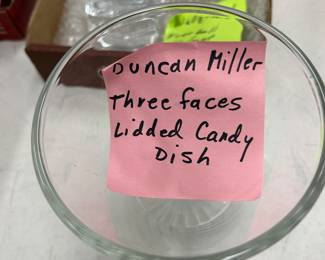 Duncan Miller
Three faces
Lidded Candy
Dish